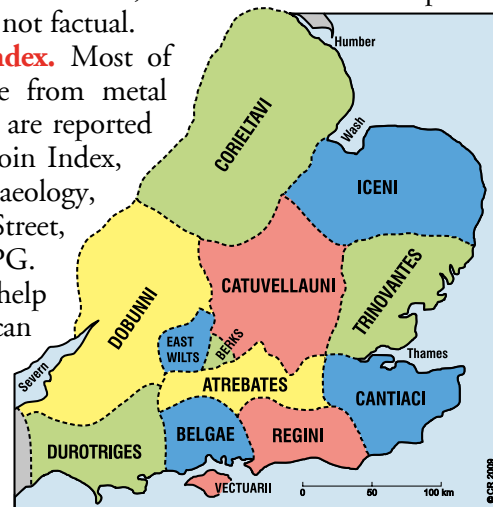 not factual.
ndex. Most of
e from metal
are reported
oin Index,
aeology,
Street,
PG.
help
can
Humber
CORIELTAVI
Wash
ICENI
CATUVELLAUNI
TRINOVANTES
DOBUNNI
EAST
WILTS
BERKS
Severn
Thames
ATREBATES
CANTIACI
DUROTRIGES
BELGAE
REGINI
VECTUARII
0 50 100 km
©CR 2009